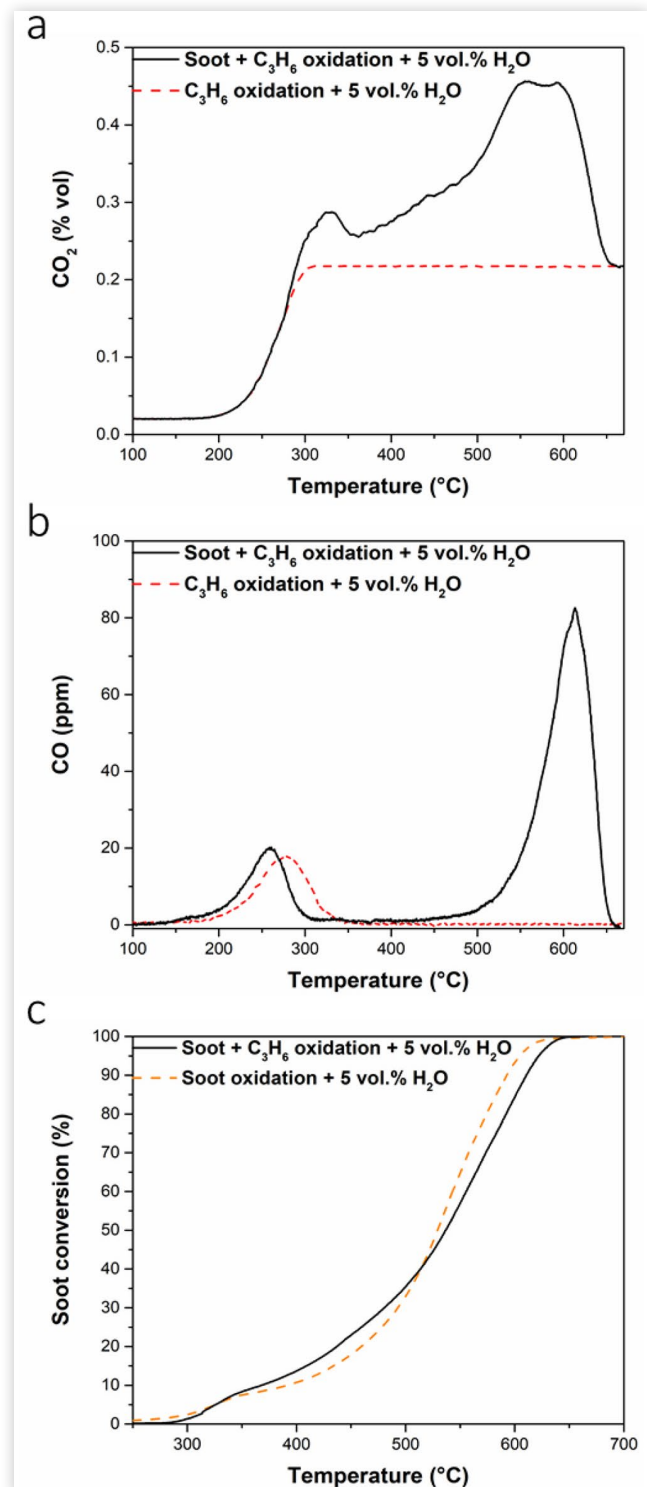 a
0.5
Soot + C₃H₆ oxidation + 5 vol.% H₂O
C₃H₆ oxidation + 5 vol.% H₂O
0.4
0.3
0.2
0.1
0.0
CO₂ (% vol)
100 200 300 400 500 600
Temperature (°C)
b
100
Soot + C₃H₆ oxidation + 5 vol.% H₂O
C₃H₆ oxidation + 5 vol.% H₂O
80
60
40
20
0
CO (ppm)
100 200 300 400 500 600
Temperature (°C)
c
100
Soot + C₃H₆ oxidation + 5 vol.% H₂O
90
Soot oxidation + 5 vol.% H₂O
80
70
60
50
40
30
20
10
0
Soot conversion (%)
300 400 500 600 700
Temperature (°C)